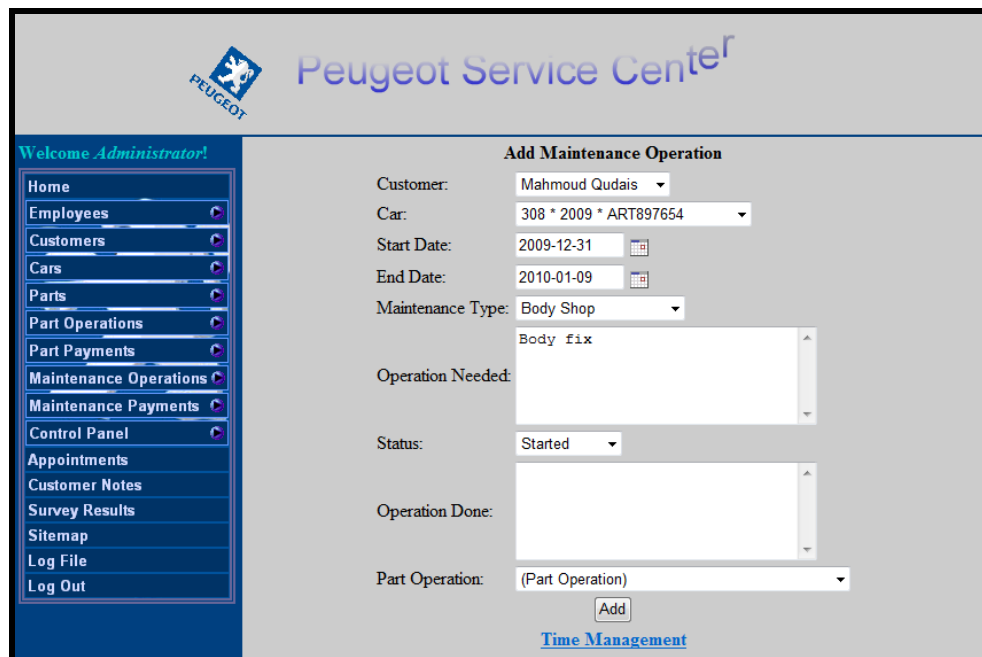 PEUGEOT
Peugeot Service Center
Welcome Administrator!
Home
Employees
Customers
Cars
Parts
Part Operations
Part Payments
Maintenance Operations
Maintenance Payments
Control Panel
Appointments
Customer Notes
Survey Results
Sitemap
Log File
Log Out
Add Maintenance Operation
Customer: Mahmoud Qudais
Car: 308 * 2009 * ART897654
Start Date: 2009-12-31
End Date: 2010-01-09
Maintenance Type: Body Shop
Operation Needed: Body fix
Status: Started
Operation Done:
Part Operation: (Part Operation)
Add
Time Management